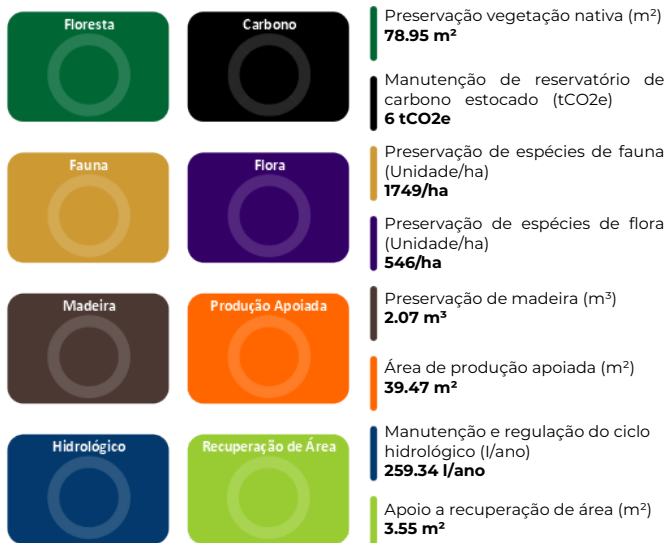 Floresta
Carbono
Preservação vegetação nativa (m²)
78.95 m²
Manutenção de reservatório de
carbono estocado (tCO2e)
6 tCO2e
Fauna
Flora
Preservação de espécies de fauna
(Unidade/ha)
1749/ha
Preservação de espécies de flora
(Unidade/ha)
546/ha
Madeira
Produção Apoiada
Preservação de madeira (m³)
2.07 m³
Área de produção apoiada (m²)
39.47 m²
Hidrológico
Recuperação de Área
Manutenção e regulação do ciclo
hidrológico (l/ano)
259.34 l/ano
Apoio a recuperação de área (m²)
3.55 m²